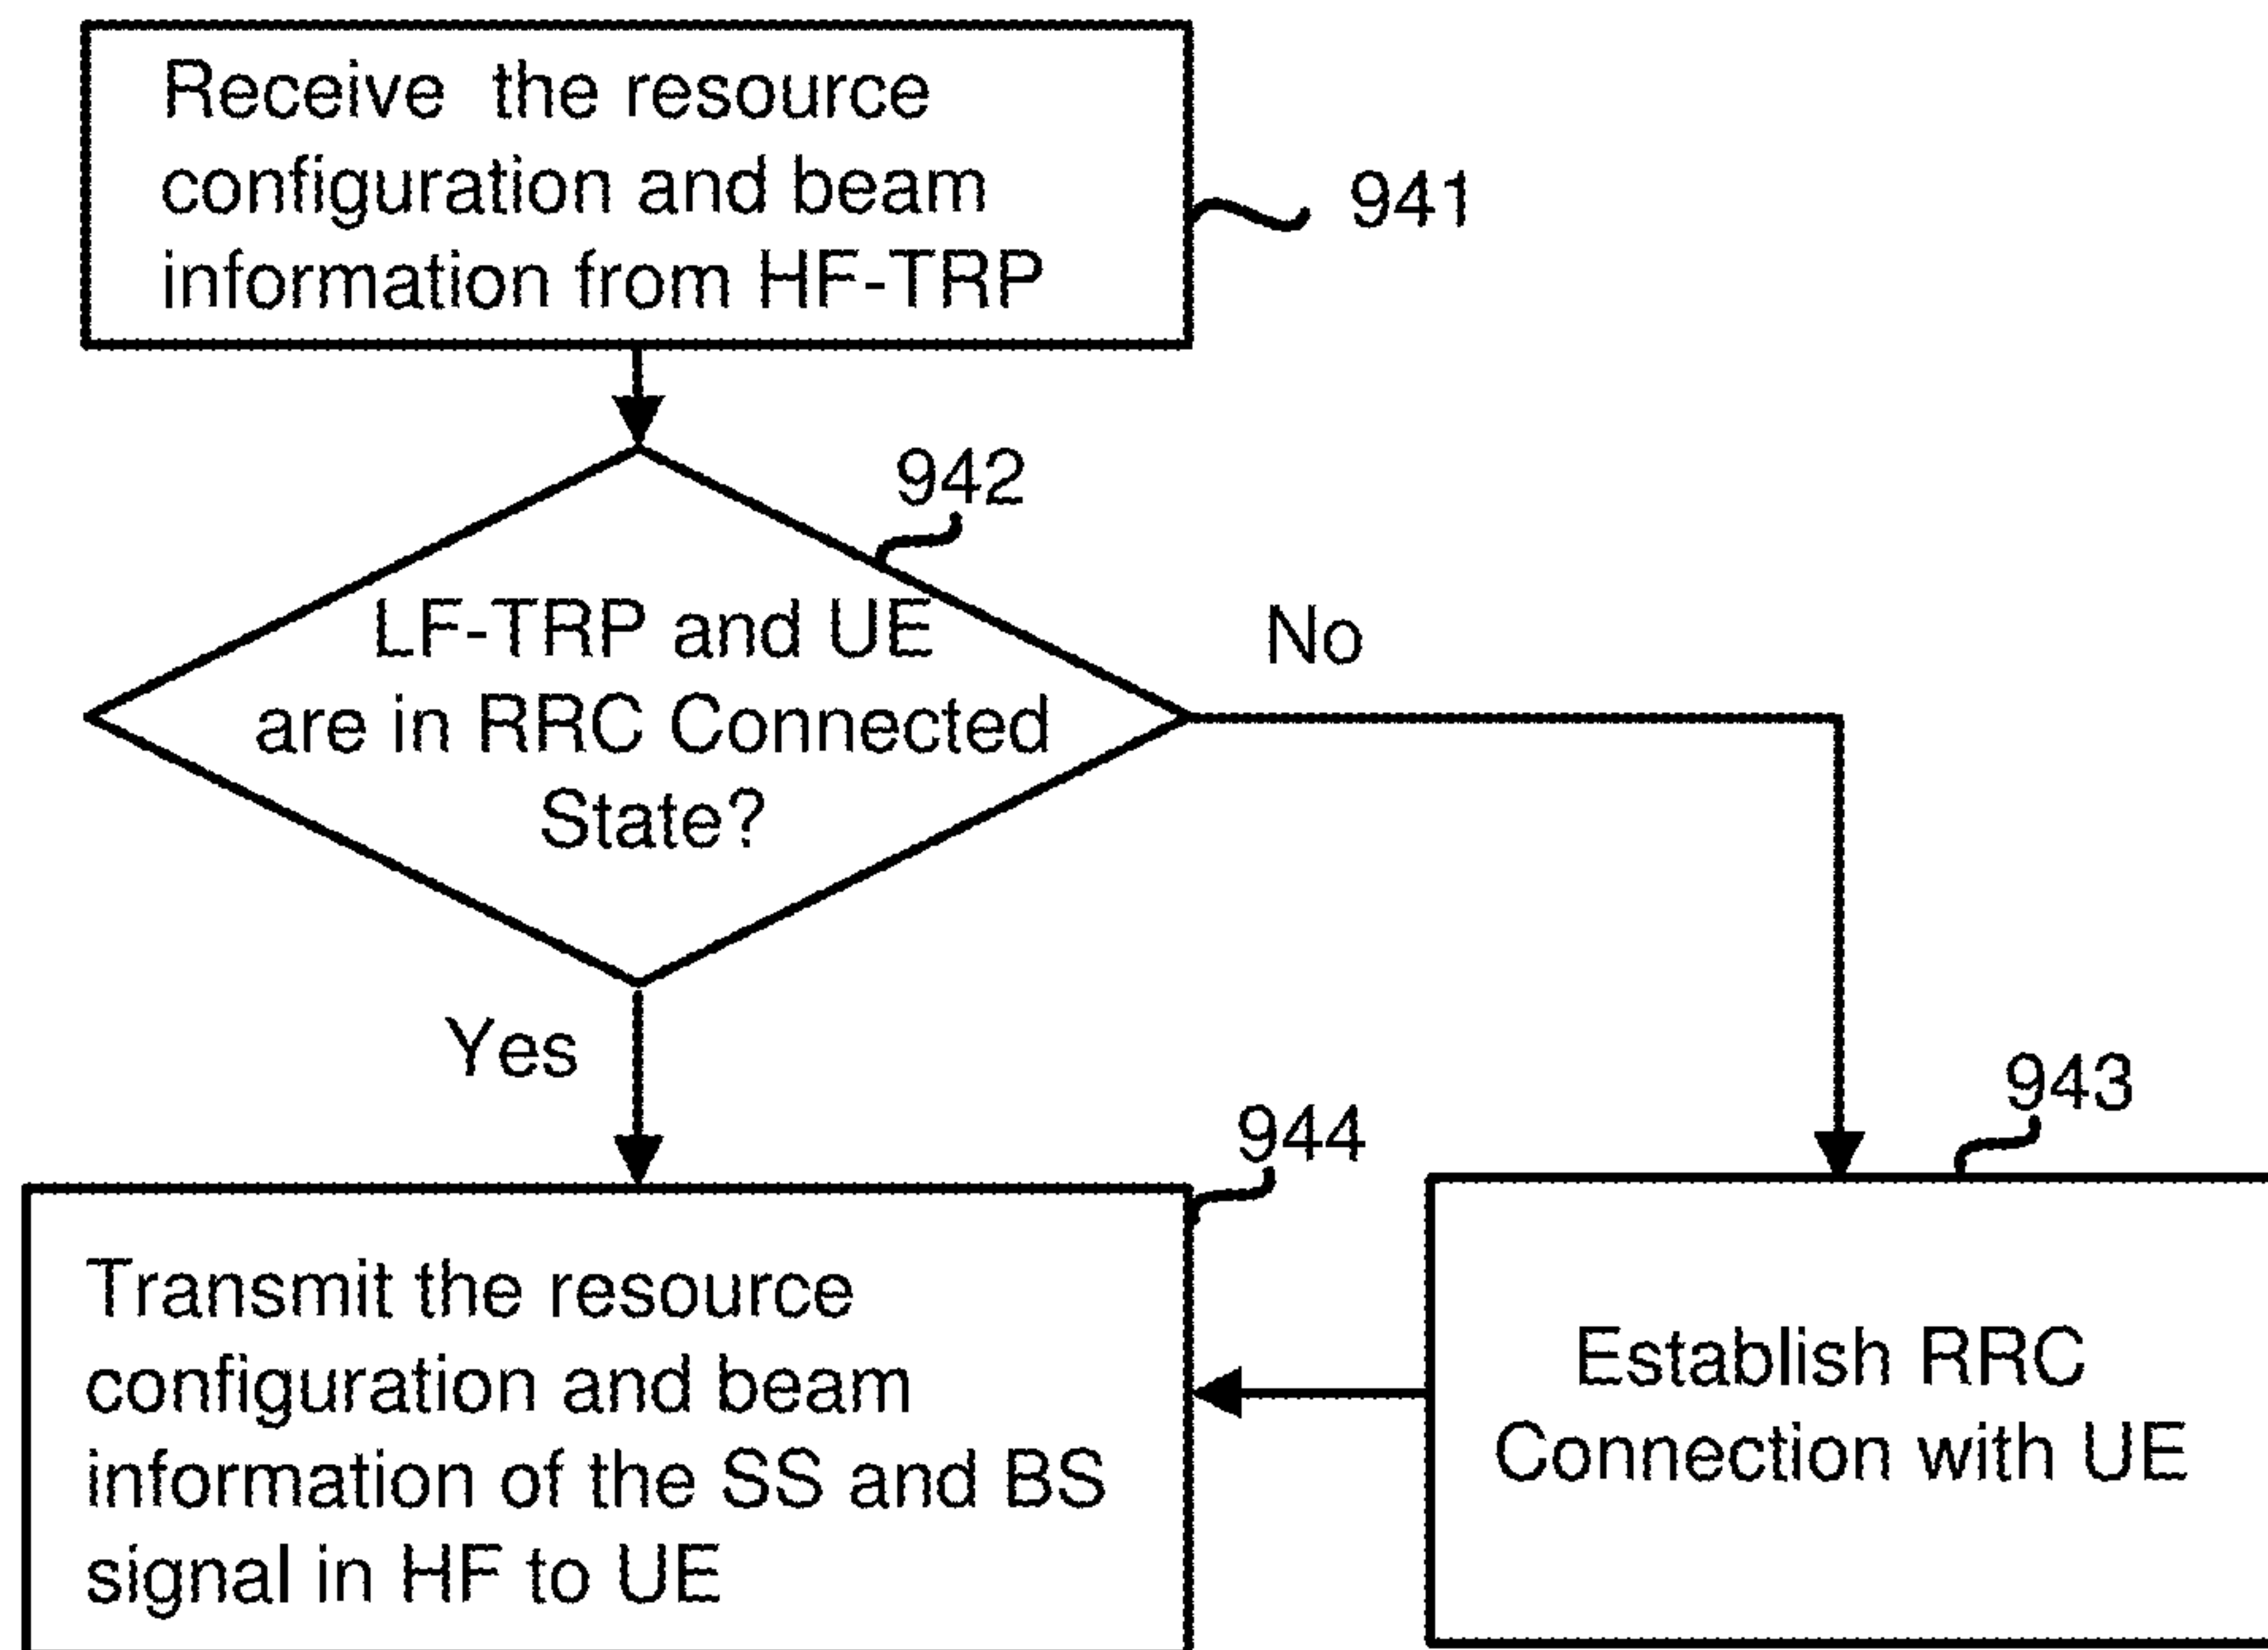 Receive the resource
configuration and beam
information from HF-TRP
941
942
LF-TRP and UE
are in RRC Connected
State?
No
Yes
943
944
Transmit the resource
configuration and beam
information of the SS and BS
signal in HF to UE
Establish RRC
Connection with UE